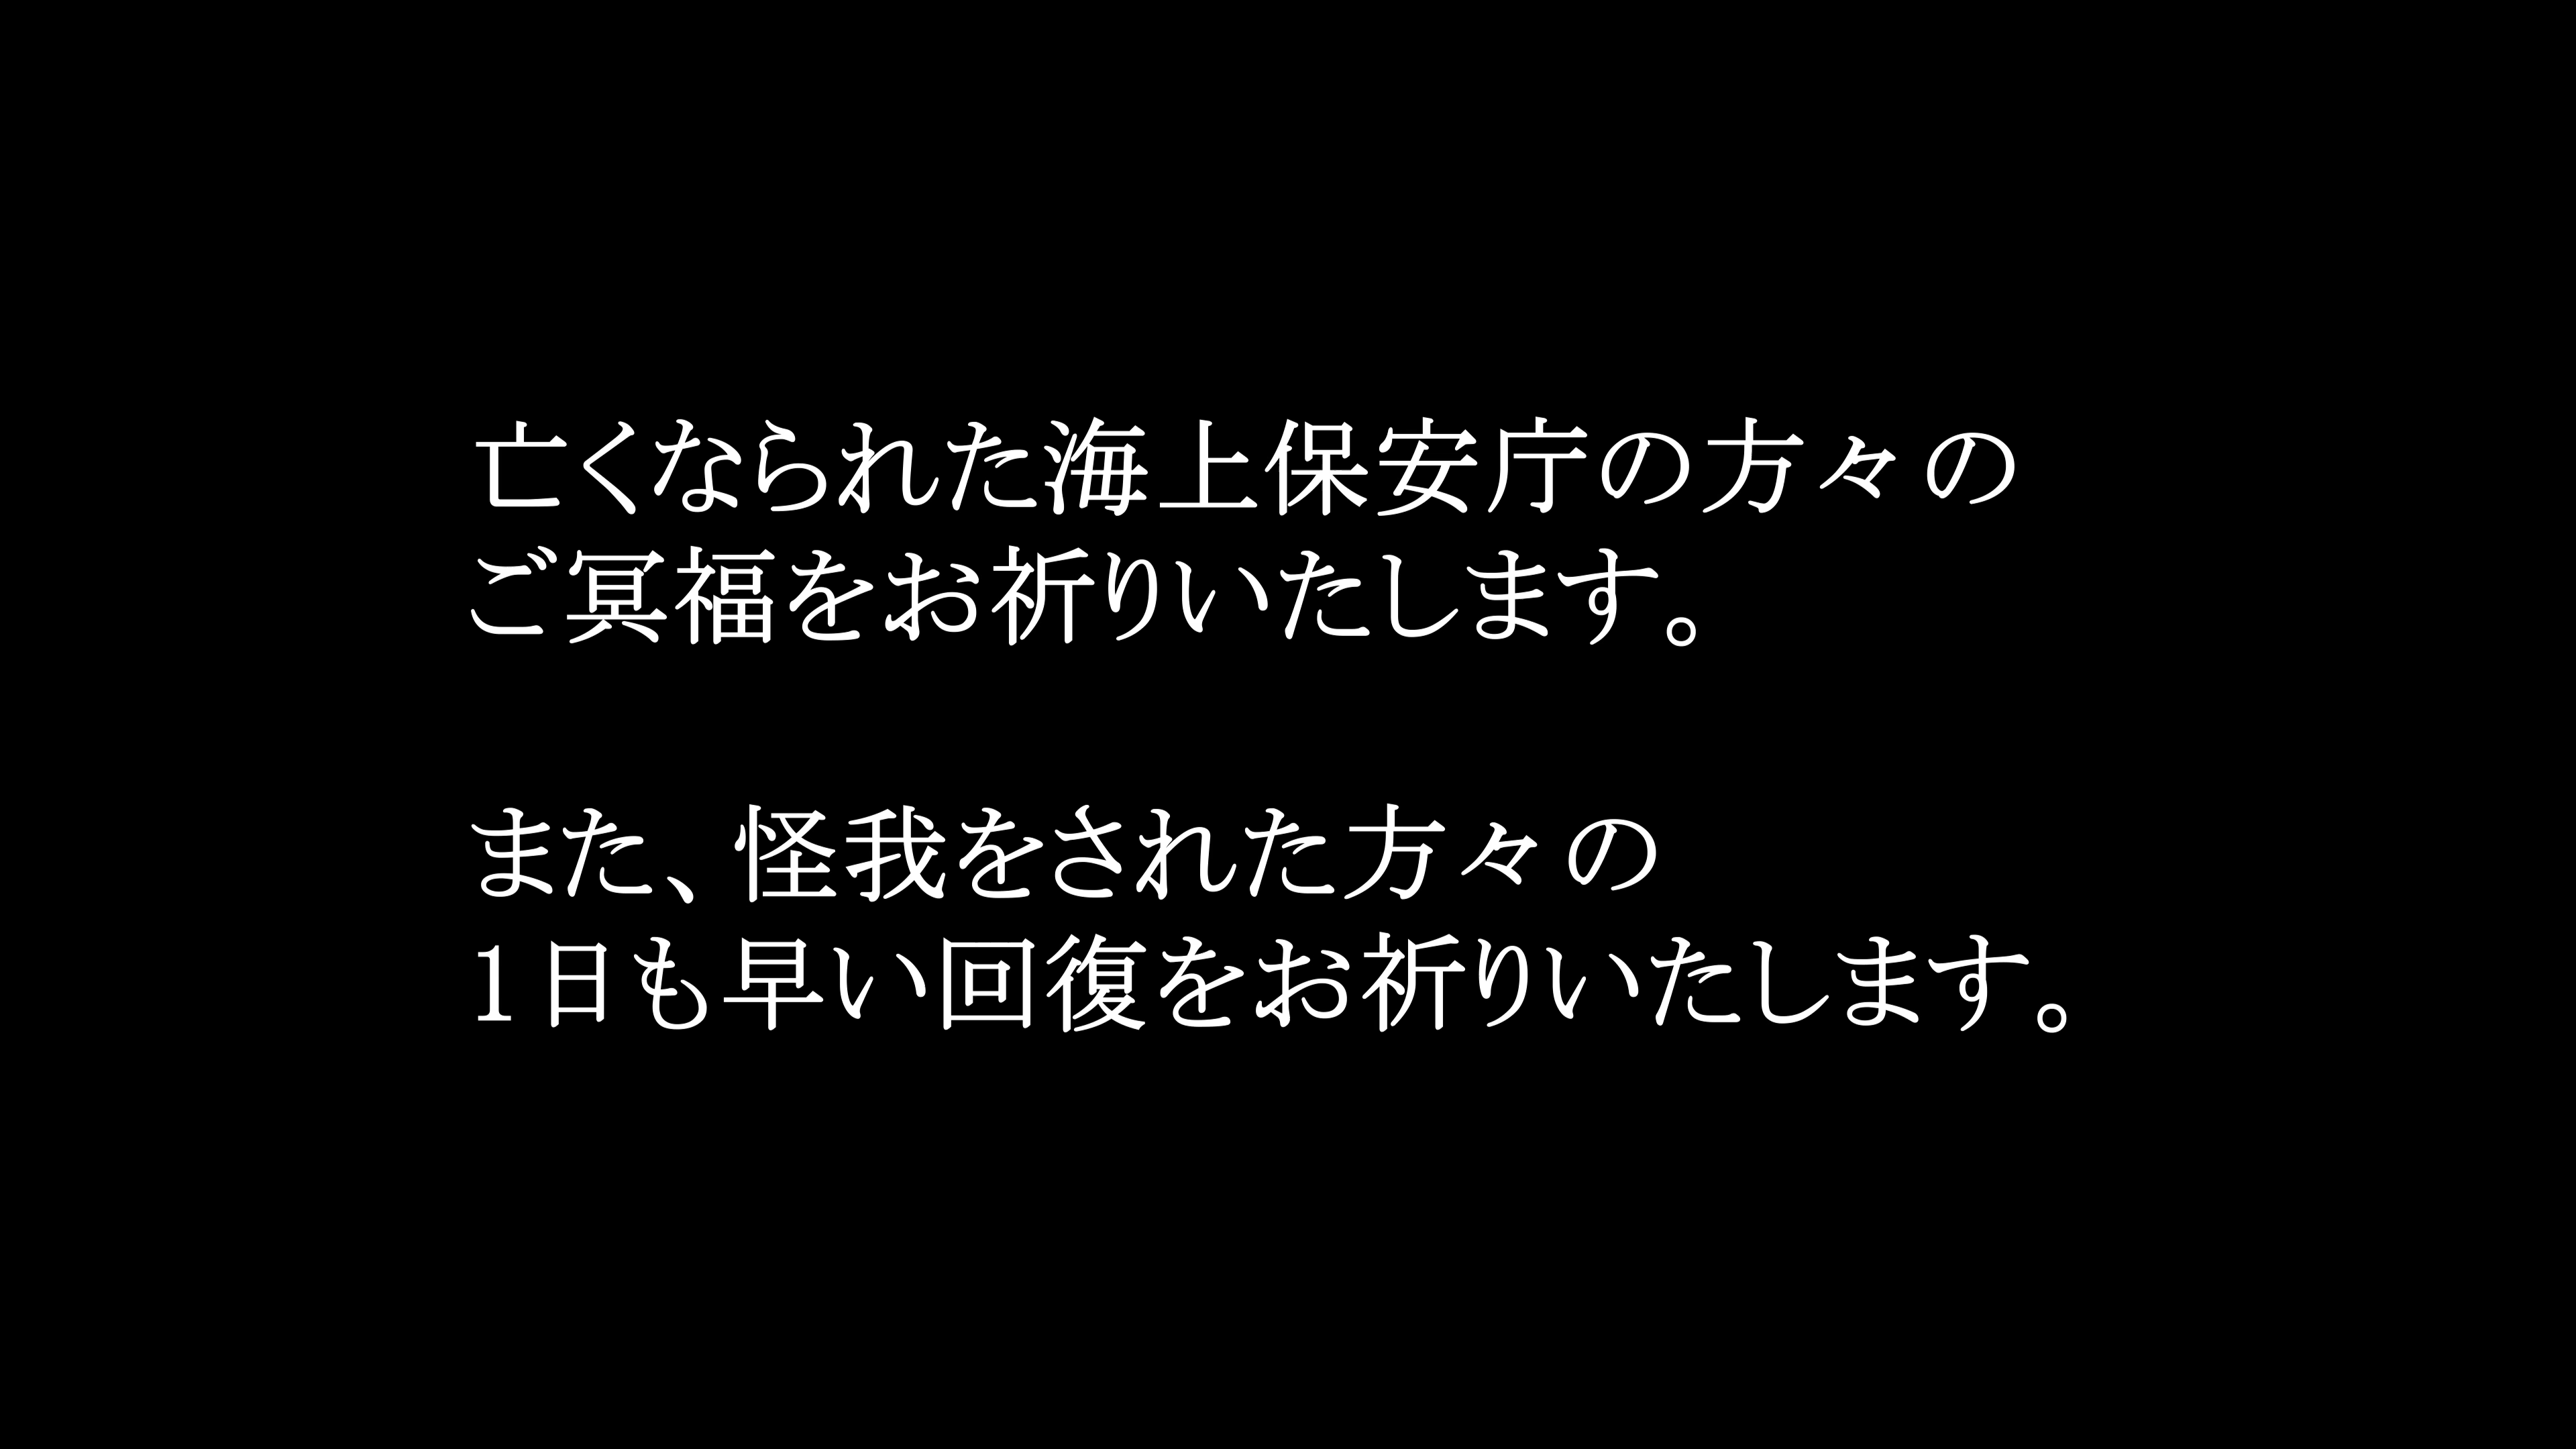 亡くなられた海上保安庁の方々の
ご冥福をお祈りいたします。
また、怪我をされた方々の
1日も早い回復をお祈りいたします。